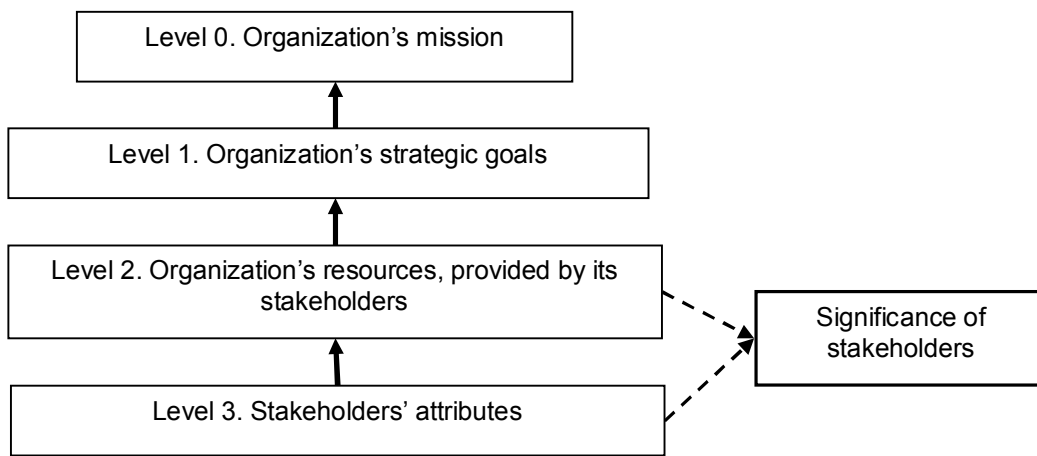 Level 0. Organization’s mission
Level 1. Organization’s strategic goals
Level 2. Organization’s resources, provided by its
stakeholders
Significance of
stakeholders
Level 3. Stakeholders’ attributes